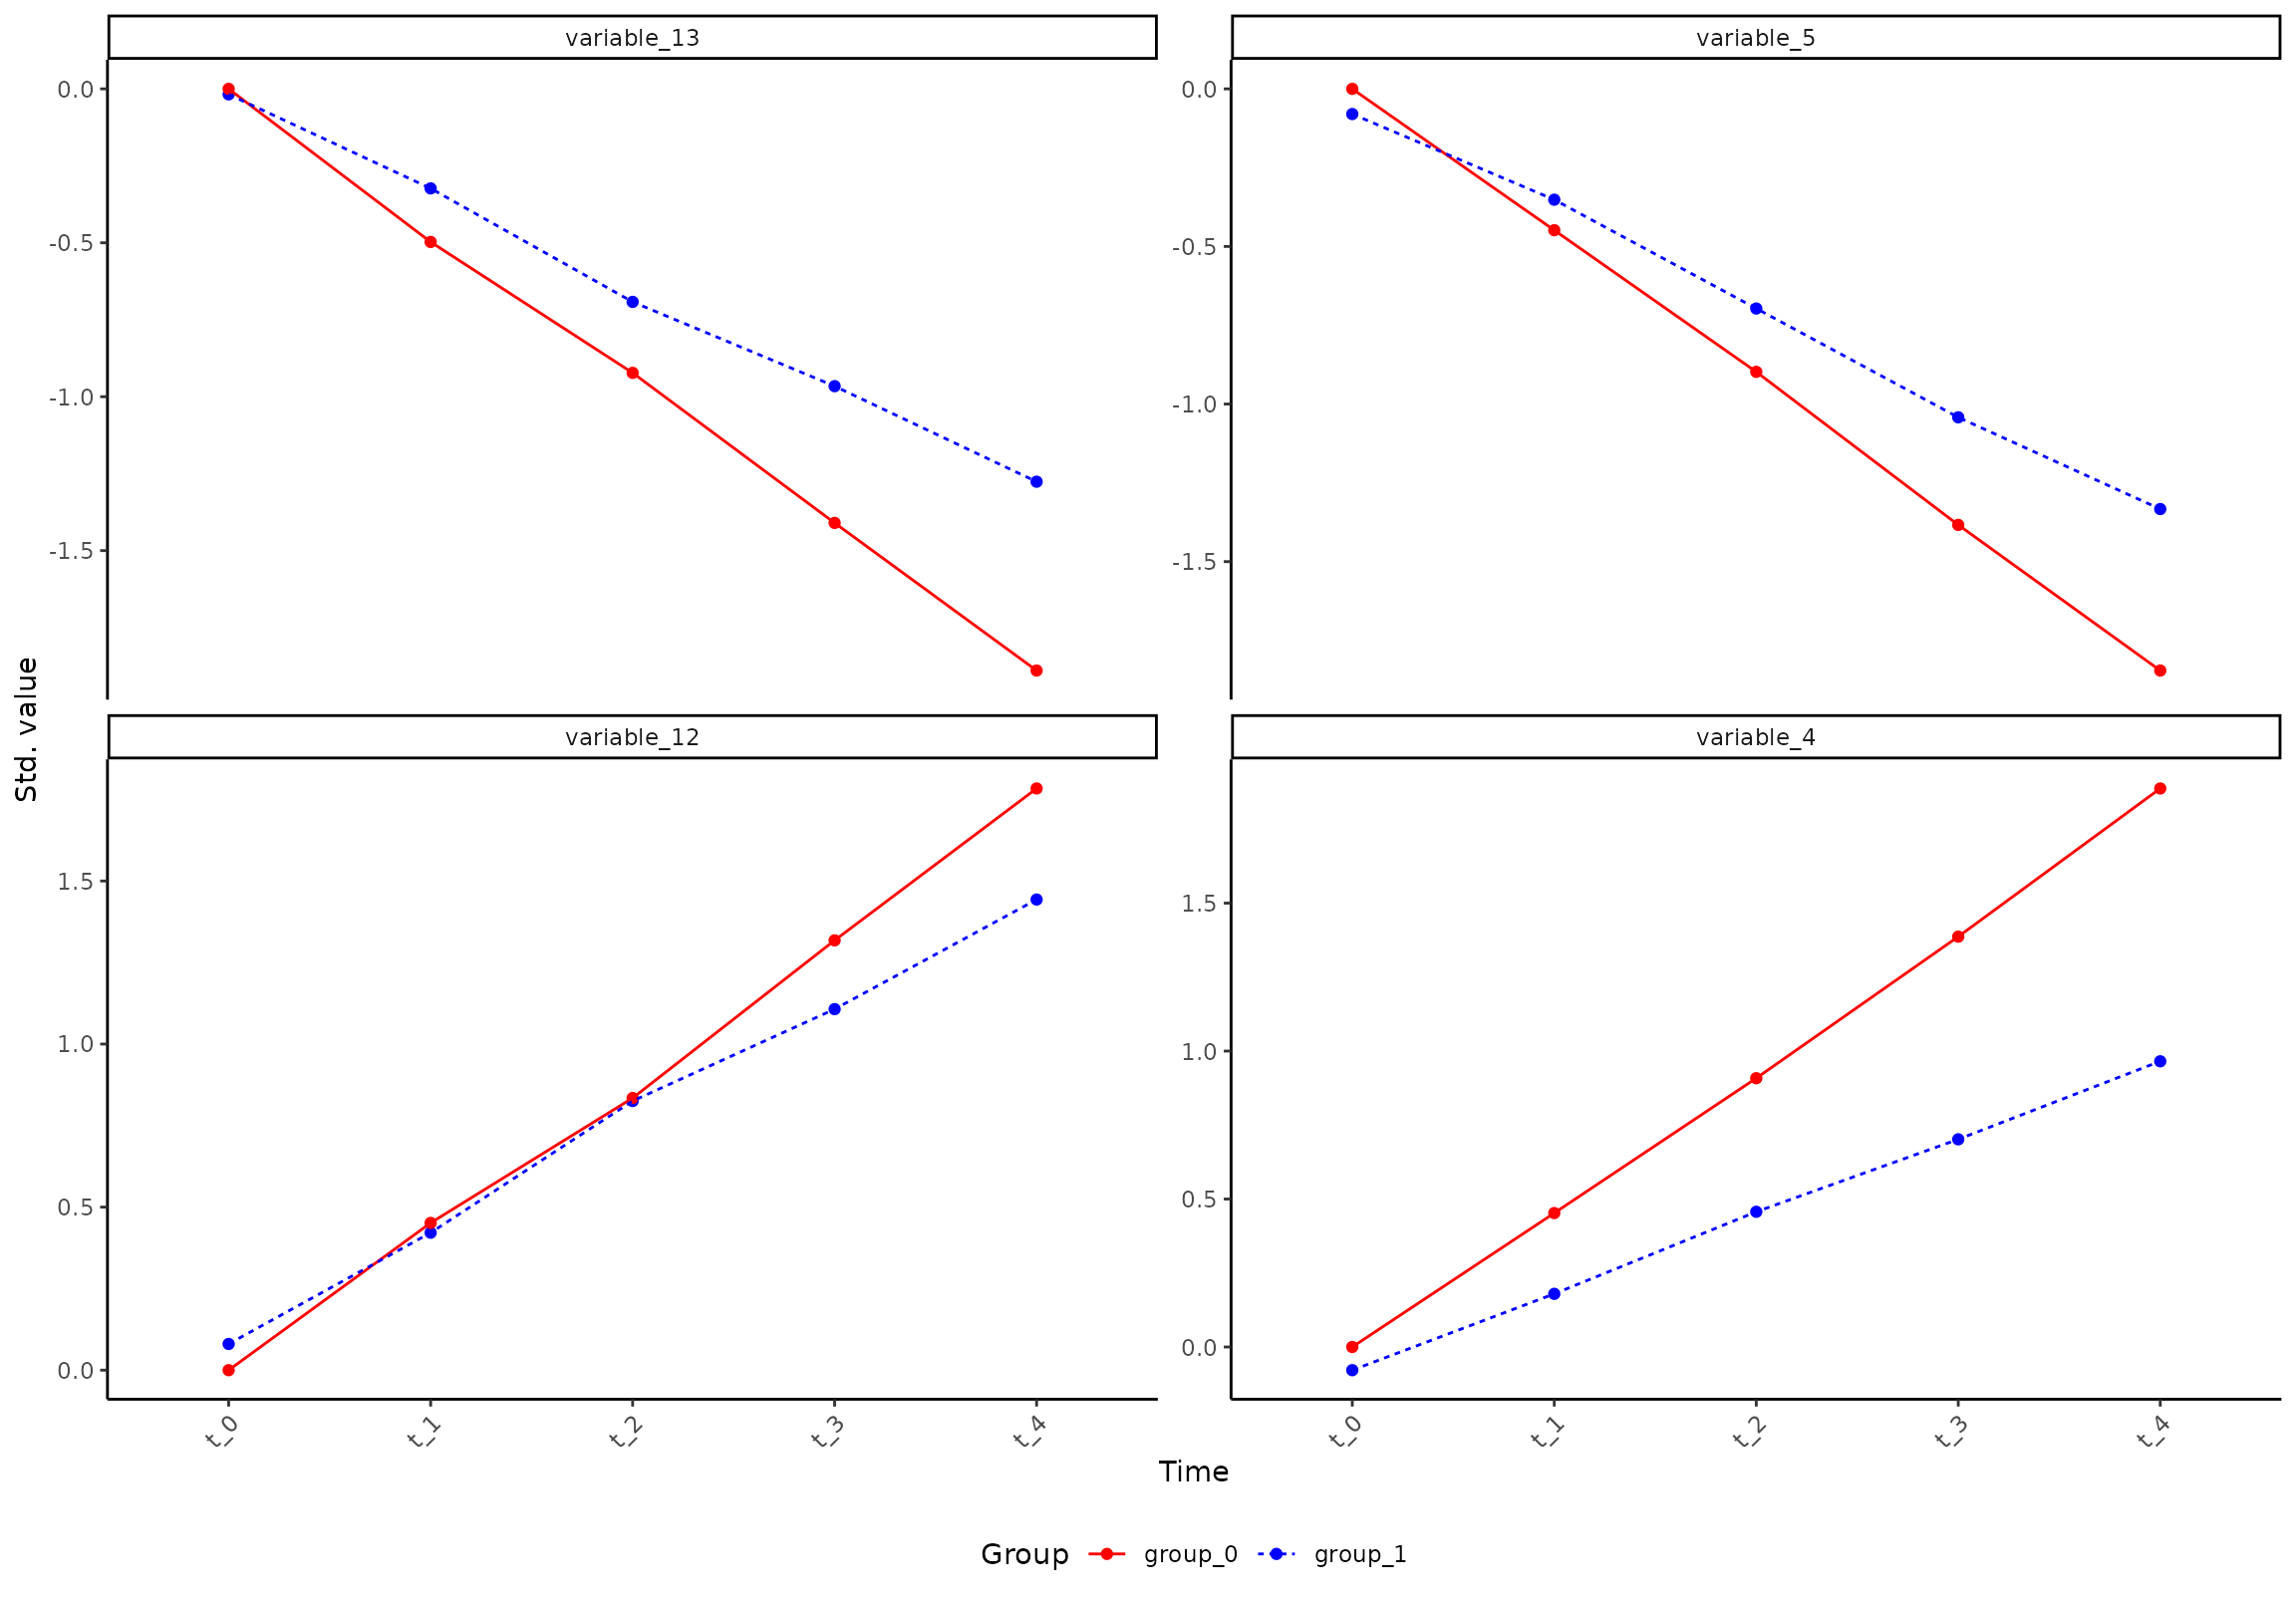 variable_13
variable_5
0.0
-0.5
-1.0
-1.5
0.0
-0.5
-1.0
-1.5
Std. value
variable_12
variable_4
1.5
1.0
0.5
0.0
1.5
1.0
0.5
0.0
t_0 t_1 t_2 t_3 t_4
t_0 t_1 t_2 t_3 t_4
Time
Group group_0 group_1